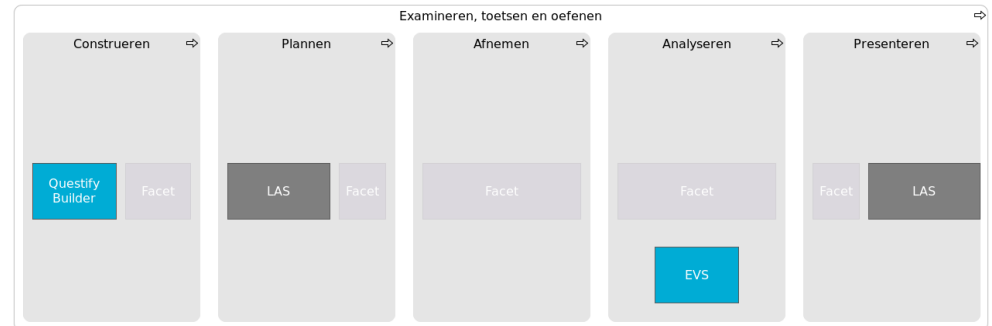 Examineren, toetsen en oefenen
Construeren
Plannen
Afnemen
Analyseren
Presenteren
Questify
Builder
Facet
LAS
Facet
Facet
Facet
Facet
LAS
EVS